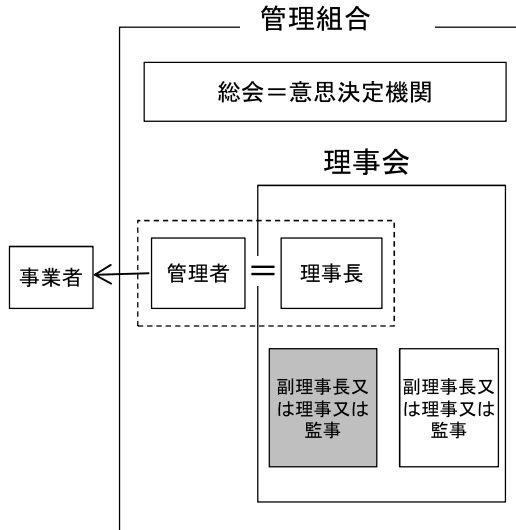 管理組合
総会＝意思決定機関
理事会
事業者
管理者
＝
理事長
副理事長又
は理事又は
監事
副理事長又
は理事又は
監事